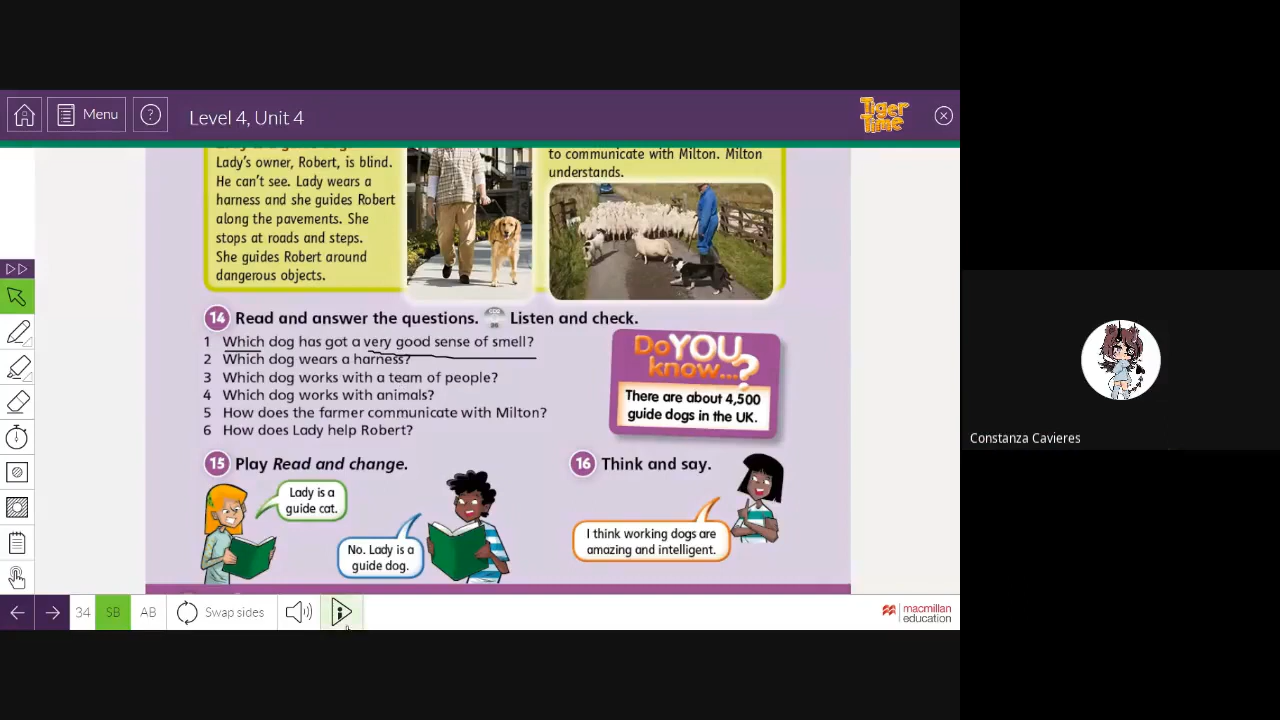 Menu
?
Level 4, Unit 4
Tiger Time
Lady's owner, Robert, is blind.
He can't see. Lady wears a
harness and she guides Robert
along the pavements. She
stops at roads and steps.
She guides Robert around
dangerous objects.
to communicate with Milton. Milton
understands.
14 Read and answer the questions. Listen and check.
1 Which dog has got a very good sense of smell?
2 Which dog wears a harness?
3 Which dog works with a team of people?
4 Which dog works with animals?
5 How does the farmer communicate with Milton?
6 How does Lady help Robert?
Do YOU
know...?
There are about 4,500
guide dogs in the UK.
15 Play Read and change.
Lady is a
guide cat.
No. Lady is a
guide dog.
16 Think and say.
I think working dogs are
amazing and intelligent.
34 SB AB Swap sides
macmillan
education
Constanza Cavieres